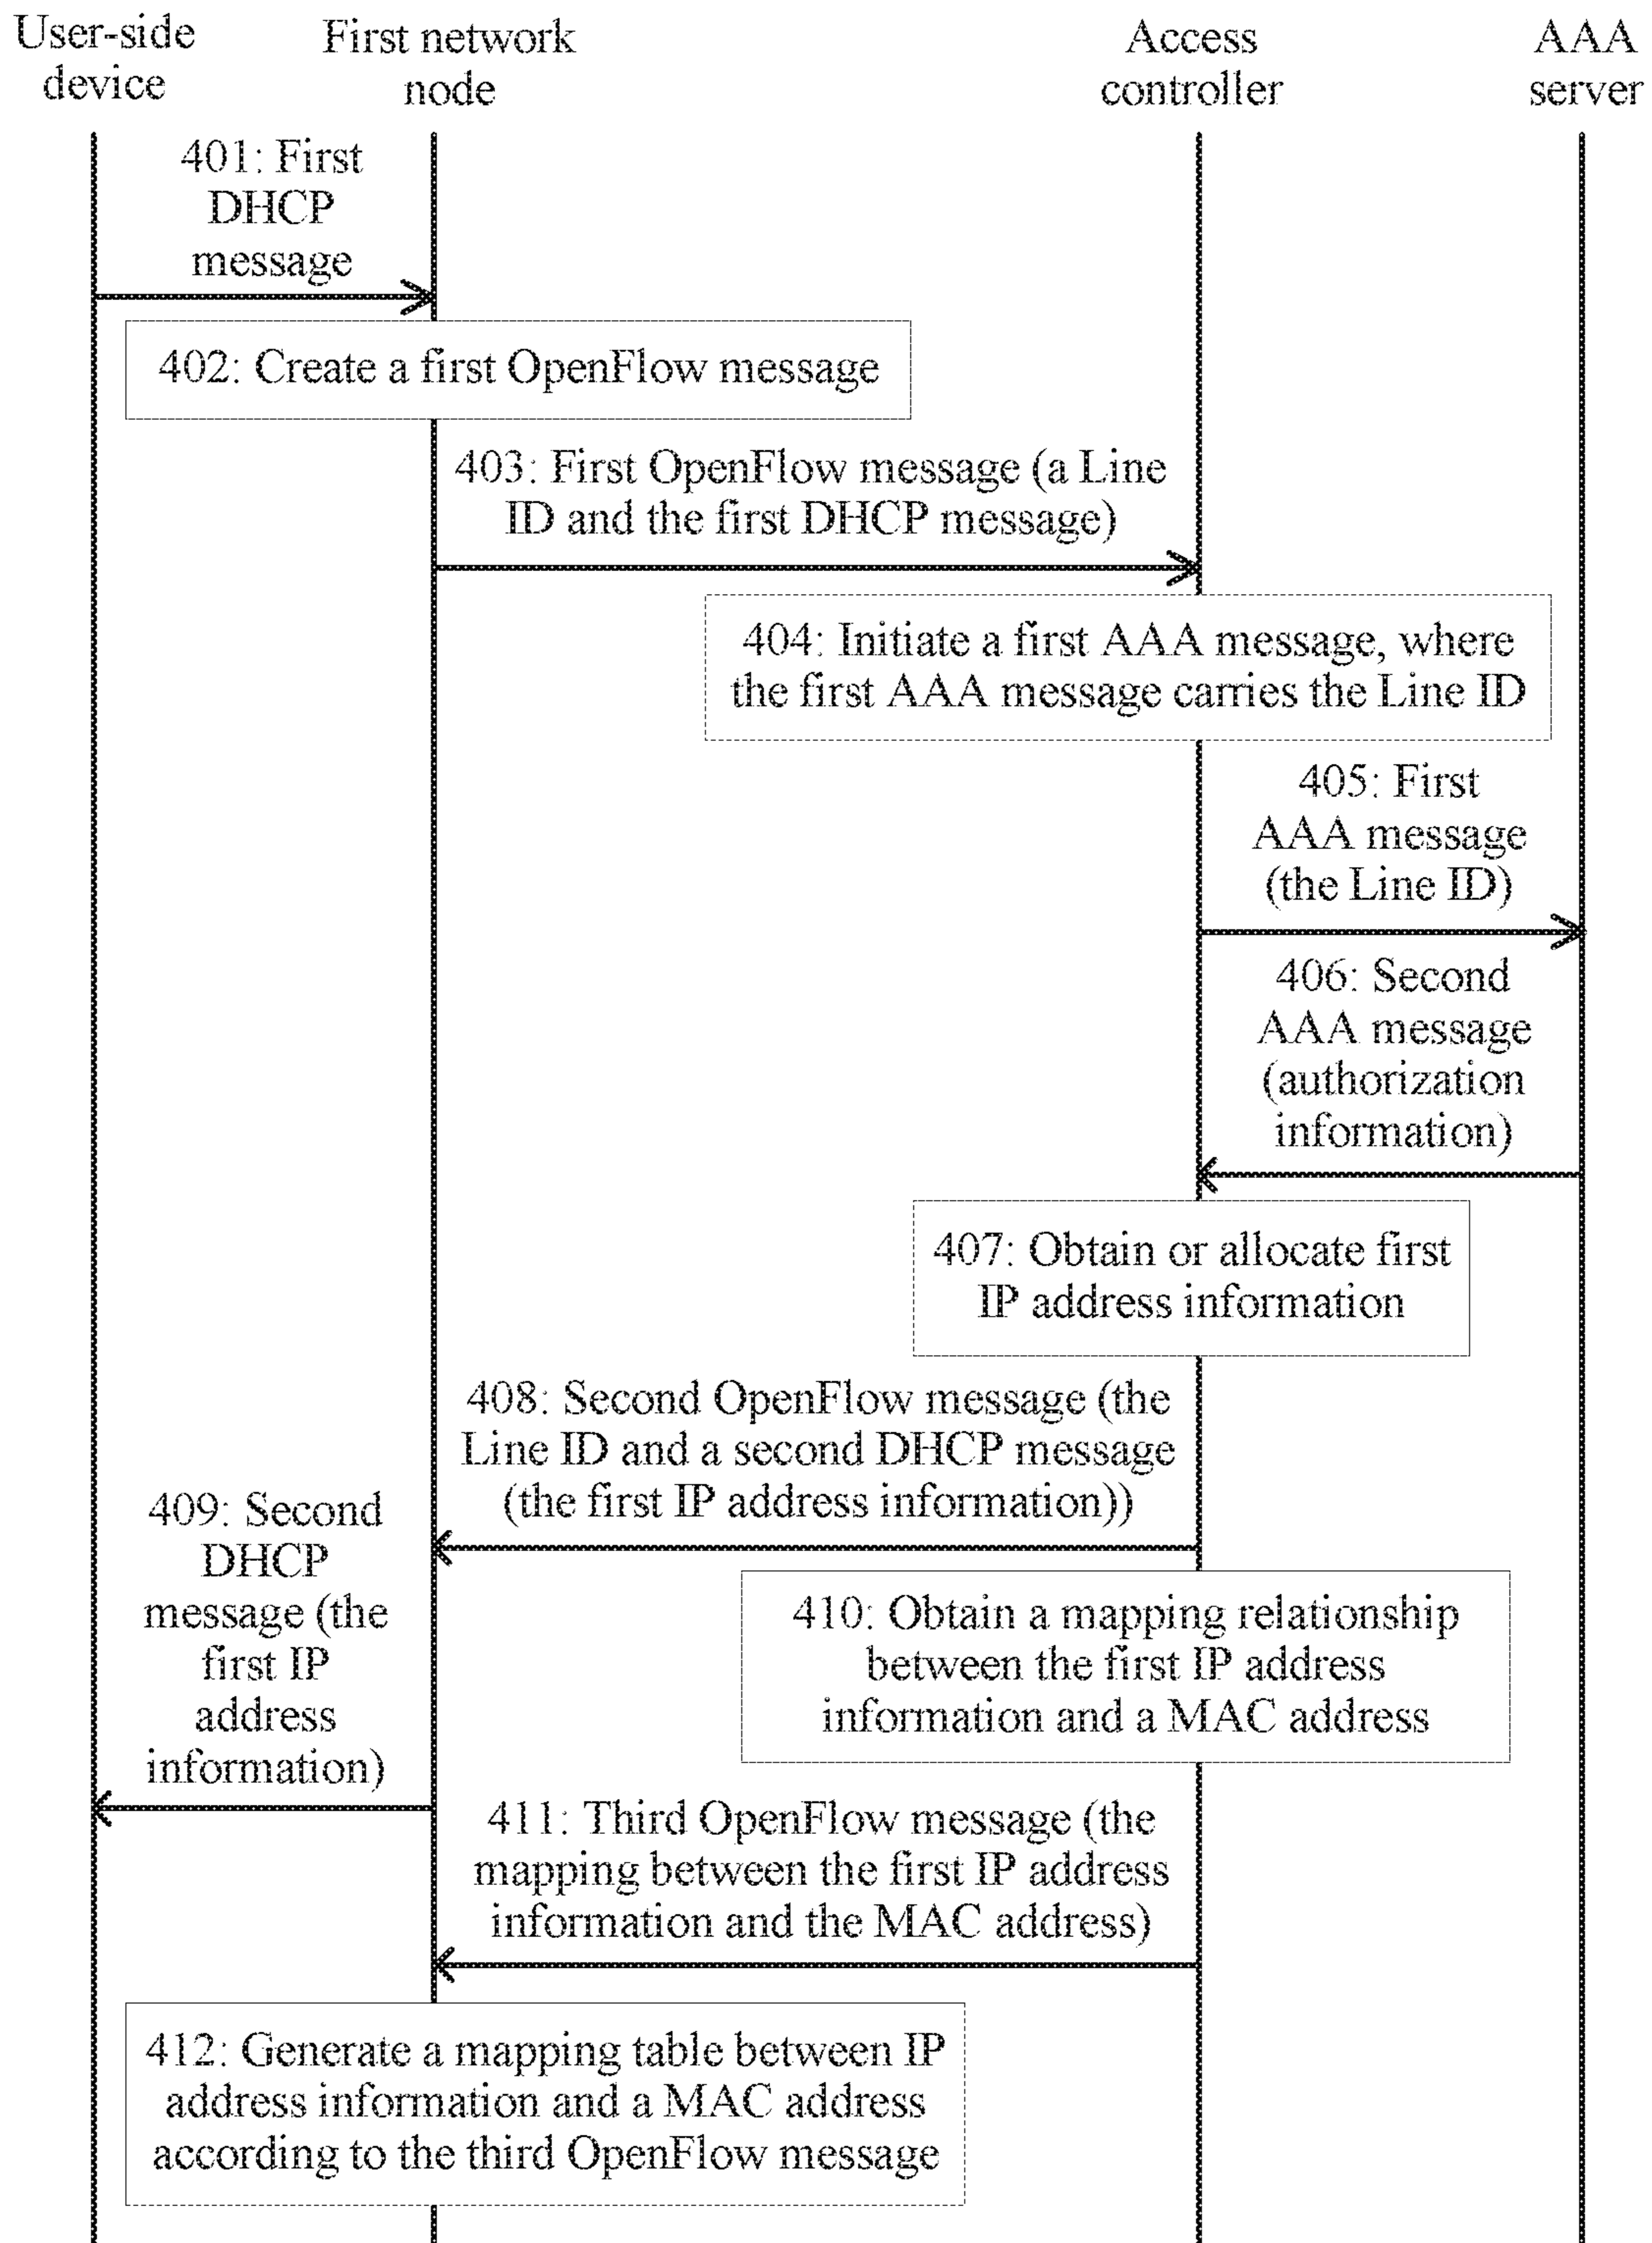 User-side
device
First network
node
Access
controller
AAA
server
401: First
DHCP
message
402: Create a first OpenFlow message
403: First OpenFlow message (a Line
ID and the first DHCP message)
404: Initiate a first AAA message, where
the first AAA message carries the Line ID
405: First
AAA message
(the Line ID)
406: Second
AAA message
(authorization
information)
407: Obtain or allocate first
IP address information
408: Second OpenFlow message (the
Line ID and a second DHCP message
(the first IP address information))
409: Second
DHCP
message (the
first IP
address
information)
410: Obtain a mapping relationship
between the first IP address
information and a MAC address
411: Third OpenFlow message (the
mapping between the first IP address
information and the MAC address)
412: Generate a mapping table between IP
address information and a MAC address
according to the third OpenFlow message